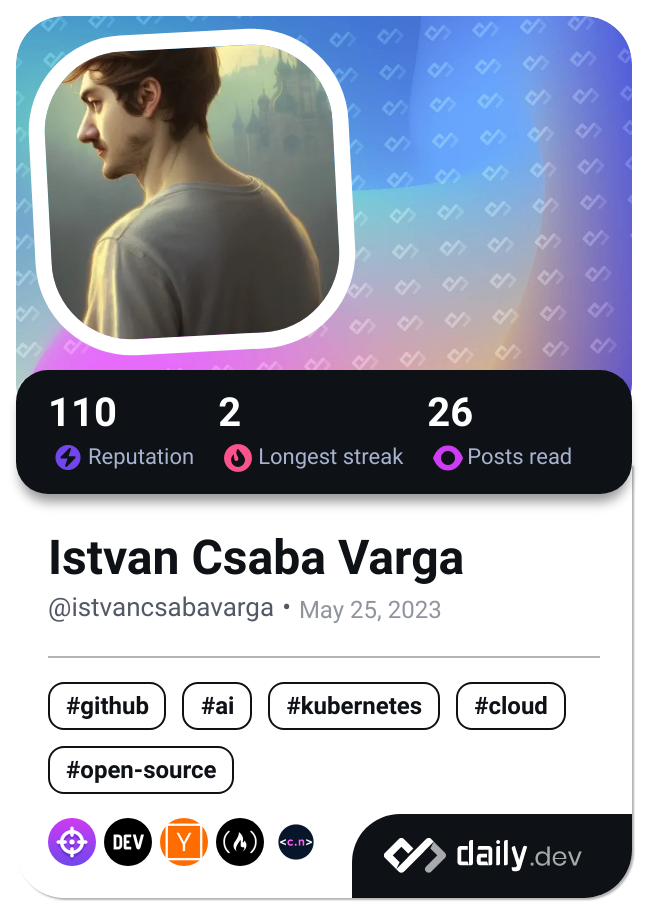 110 2 26
Reputation Longest streak Posts read
Istvan Csaba Varga
@istvancsabavarga • May 25, 2023
#github #ai #kubernetes #cloud
#open-source
DEV Y <c.n> daily.dev